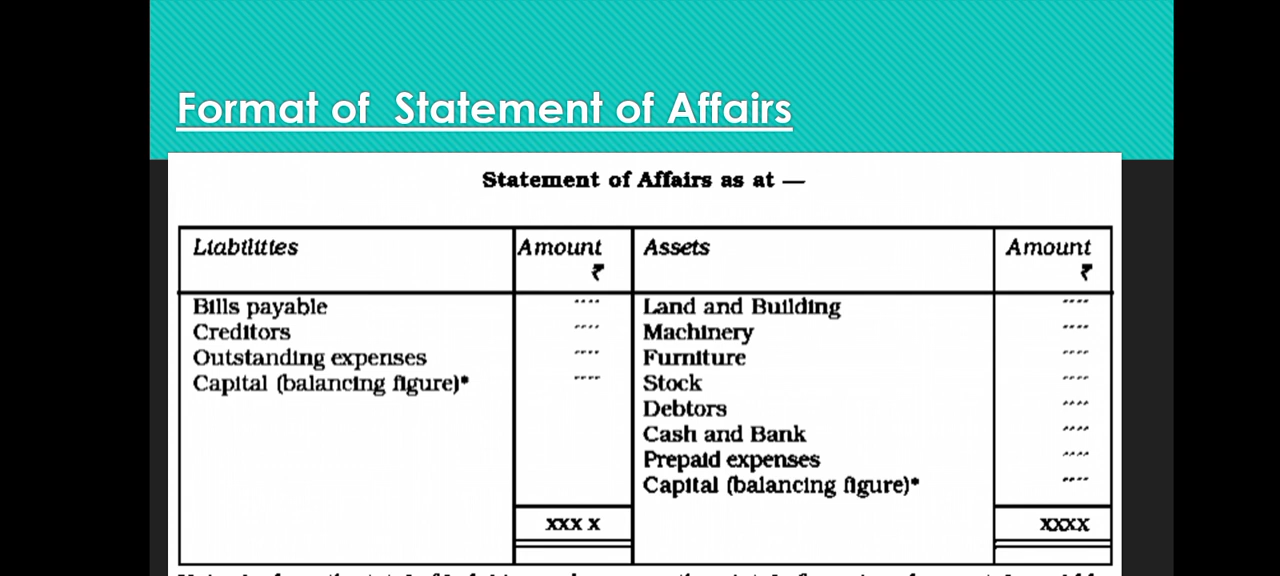 Format of  Statement of Affairs
Statement of Affairs as at —
Liabilities Amount ₹ Assets Amount ₹
Bills payable ---- Land and Building ----
Creditors ---- Machinery ----
Outstanding expenses ---- Furniture ----
Capital (balancing figure)* ---- Stock ----
Debtors ----
Cash and Bank ----
Prepaid expenses ----
Capital (balancing figure)* ----
xxx x xxxx